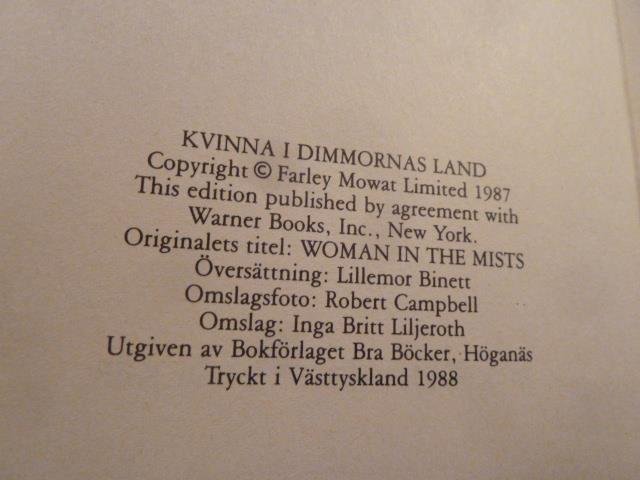 KVINNA I DIMMORNAS LAND
Copyright © Farley Mowat Limited 1987
This edition published by agreement with
Warner Books, Inc., New York.
Originalets titel: WOMAN IN THE MISTS
Översättning: Lillemor Binett
Omslagsfoto: Robert Campbell
Omslag: Inga Britt Liljeroth
Utgiven av Bokförlaget Bra Böcker, Höganäs
Tryckt i Västtyskland 1988